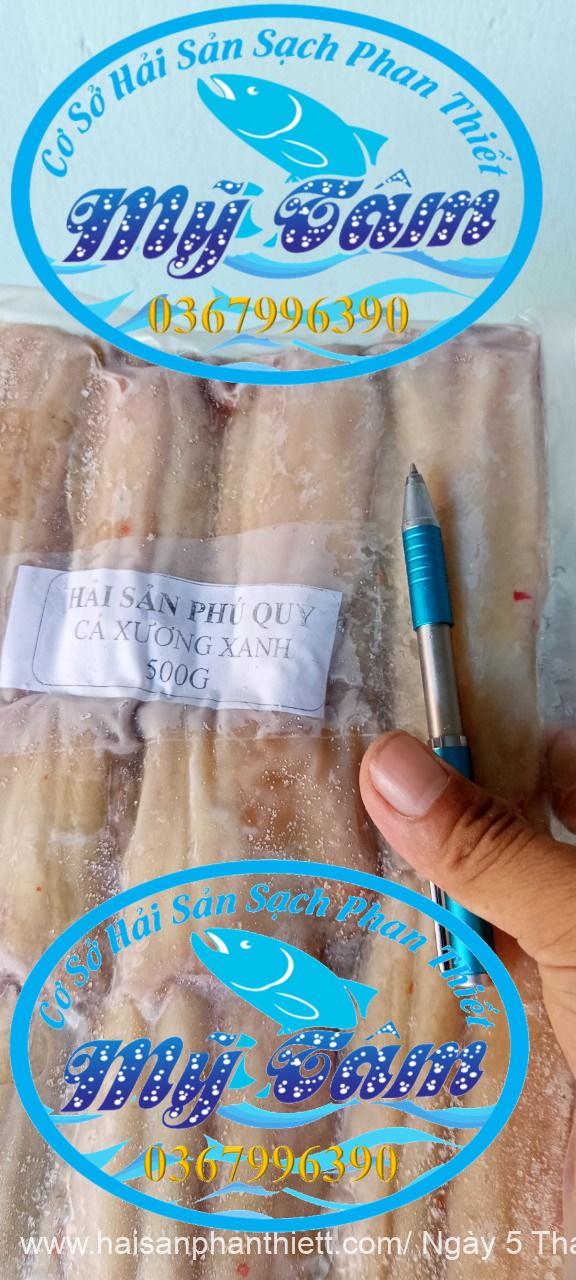 Cơ Sở Hải Sản Sạch Phan Thiết
Mỹ Tâm
0367996390
HẢI SẢN PHÚ QUY
CÁ XƯƠNG XANH
500G
Cơ Sở Hải Sản Sạch Phan Thiết
Mỹ Tâm
0367996390
www.haisanphanthiett.com/ Ngày 5 Thá